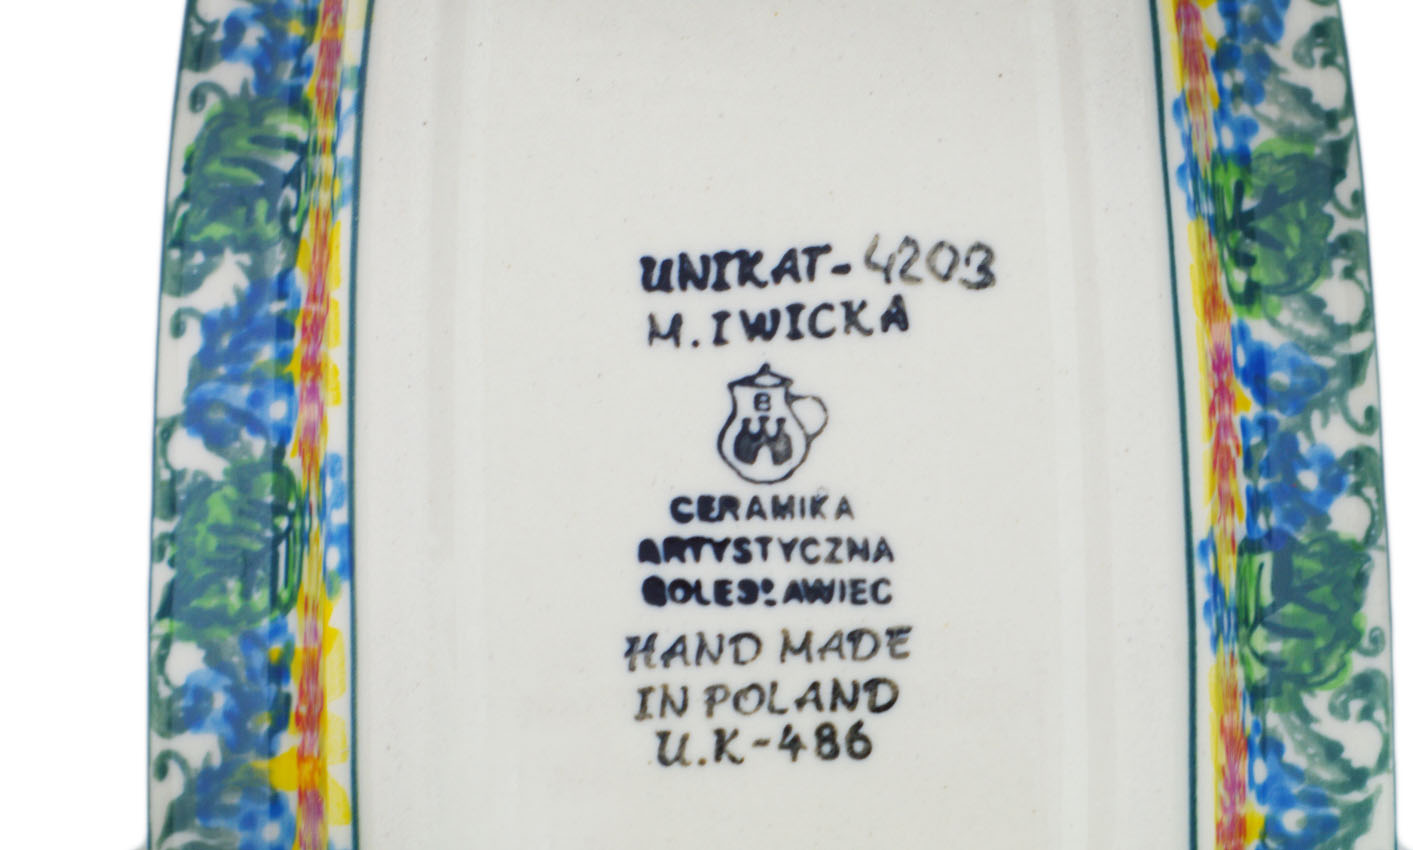 UNIKAT-4203
M. IWICKA
B
CERAMIKA
ARTYSTYCZNA
BOLESŁAWIEC
HAND MADE
IN POLAND
U.K-486